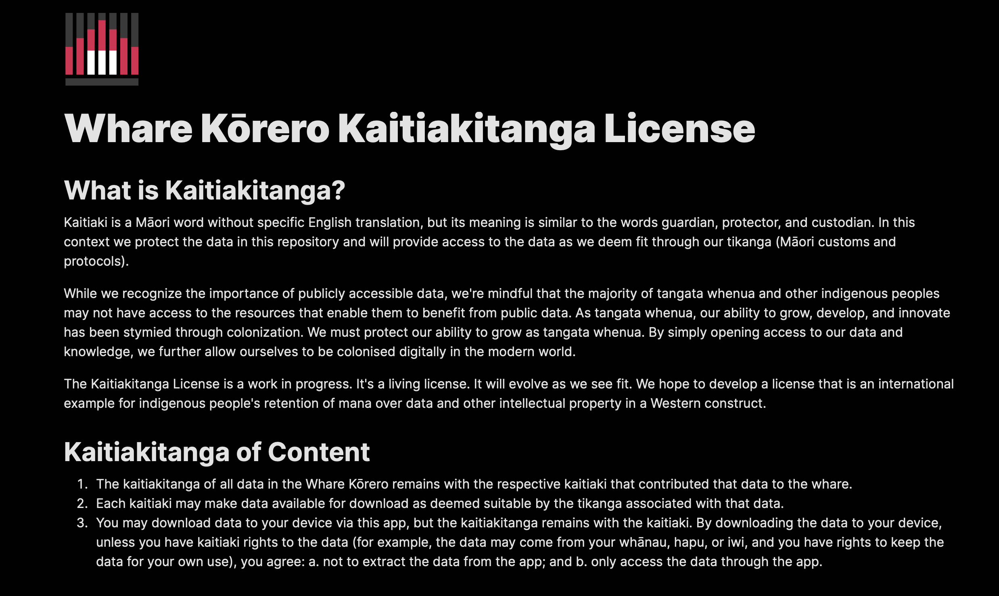 Whare Kōrero Kaitiakitanga License
What is Kaitiakitanga?
Kaitiaki is a Māori word without specific English translation, but its meaning is similar to the words guardian, protector, and custodian. In this
context we protect the data in this repository and will provide access to the data as we deem fit through our tikanga (Māori customs and
protocols).
While we recognize the importance of publicly accessible data, we're mindful that the majority of tangata whenua and other indigenous peoples
may not have access to the resources that enable them to benefit from public data. As tangata whenua, our ability to grow, develop, and innovate
has been stymied through colonization. We must protect our ability to grow as tangata whenua. By simply opening access to our data and
knowledge, we further allow ourselves to be colonised digitally in the modern world.
The Kaitiakitanga License is a work in progress. It's a living license. It will evolve as we see fit. We hope to develop a license that is an international
example for indigenous people's retention of mana over data and other intellectual property in a Western construct.
Kaitiakitanga of Content
1. The kaitiakitanga of all data in the Whare Kōrero remains with the respective kaitiaki that contributed that data to the whare.
2. Each kaitiaki may make data available for download as deemed suitable by the tikanga associated with that data.
3. You may download data to your device via this app, but the kaitiakitanga remains with the kaitiaki. By downloading the data to your device,
unless you have kaitiaki rights to the data (for example, the data may come from your whānau, hapu, or iwi, and you have rights to keep the
data for your own use), you agree: a. not to extract the data from the app; and b. only access the data through the app.